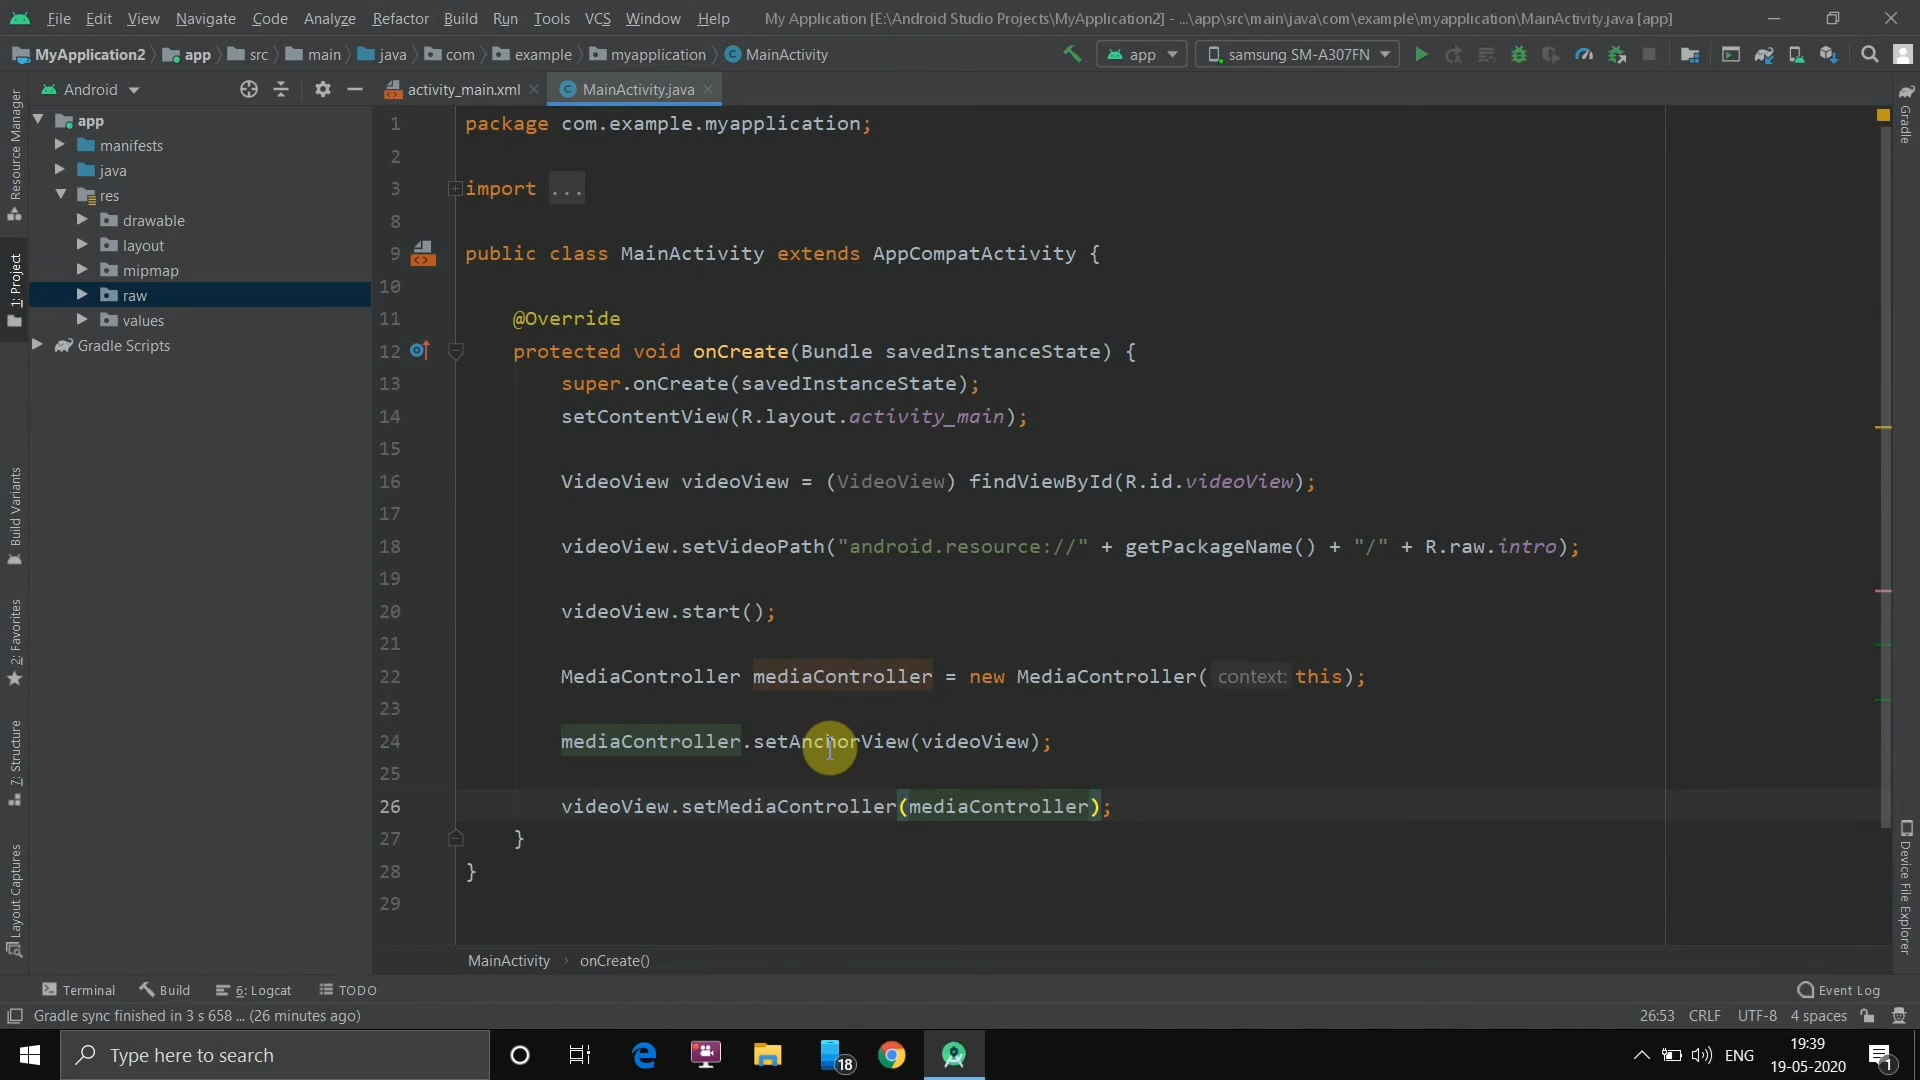 File Edit View Navigate Code Analyze Refactor Build Run Tools VCS Window Help My Application [E:\Android Studio Projects\MyApplication2] - ...\app\src\main\java\com\example\myapplication\MainActivity.java [app]
MyApplication2 app src main java com example myapplication MainActivity app samsung SM-A307FN
Android activity_main.xml MainActivity.java
Resource Manager
1: Project
Build Variants
2: Favorites
7: Structure
Layout Captures
app
manifests
java
res
drawable
layout
mipmap
raw
values
Gradle Scripts
1 package com.example.myapplication;
2
3 import ...
8
9 public class MainActivity extends AppCompatActivity {
10
11 @Override
12 protected void onCreate(Bundle savedInstanceState) {
13 super.onCreate(savedInstanceState);
14 setContentView(R.layout.activity_main);
15
16 VideoView videoView = (VideoView) findViewById(R.id.videoView);
17
18 videoView.setVideoPath("android.resource://" + getPackageName() + "/" + R.raw.intro);
19
20 videoView.start();
21
22 MediaController mediaController = new MediaController( context: this);
23
24 mediaController.setAnchorView(videoView);
25
26 videoView.setMediaController(mediaController);
27 }
28 }
29
Gradle
Device File Explorer
MainActivity › onCreate()
Terminal Build 6: Logcat TODO Event Log
Gradle sync finished in 3 s 658 ... (26 minutes ago) 26:53 CRLF UTF-8 4 spaces
Type here to search 18 ENG 19:39
19-05-2020 1